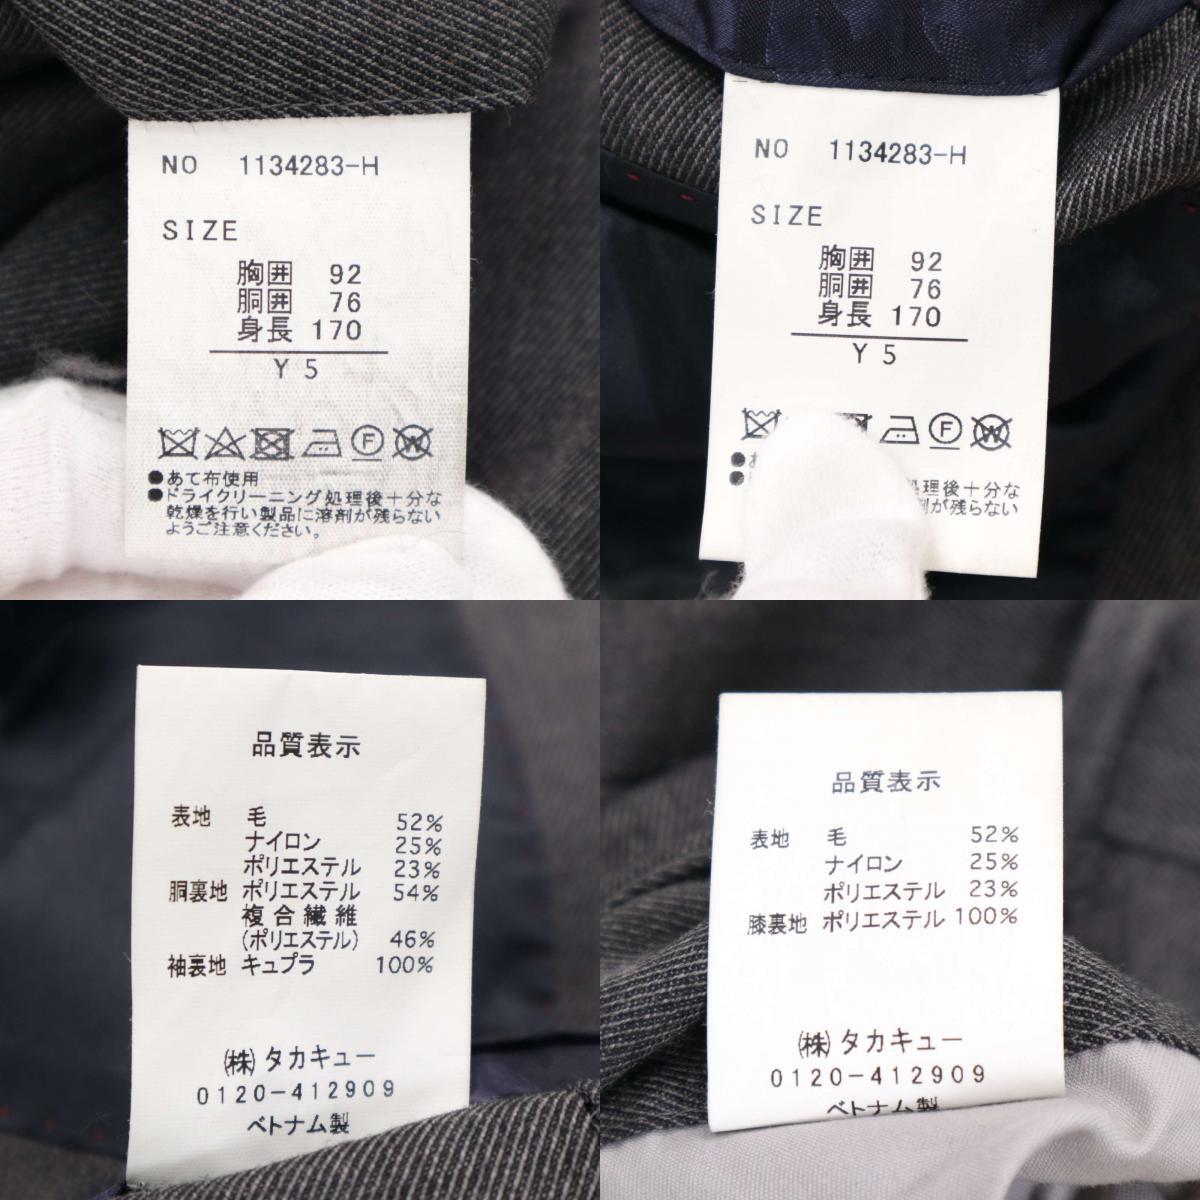 NO 1134283-H
SIZE
胸囲 92
胴囲 76
身長 170
Y 5
F W
●あて布使用
●ドライクリーニング処理後十分な
乾燥を行い製品に溶剤が残らない
ようご注意ください。
NO 1134283-H
SIZE
胸囲 92
胴囲 76
身長 170
Y 5
F W
処理後十分な
剤が残らない
品質表示
表地 毛 52%
ナイロン 25%
ポリエステル 23%
胴裏地 ポリエステル 54%
複合繊維
(ポリエステル) 46%
袖裏地 キュプラ 100%
(株)タカキュー
0120-412909
ベトナム製
品質表示
表地 毛 52%
ナイロン 25%
ポリエステル 23%
膝裏地 ポリエステル 100%
(株)タカキュー
0120-412909
ベトナム製